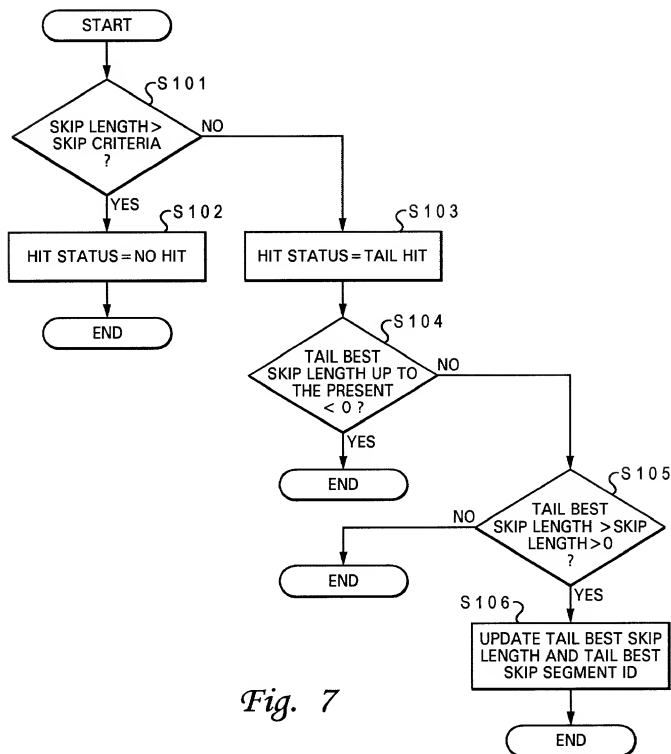 START
S101
SKIP LENGTH>
SKIP CRITERIA
?
NO
YES
S102
HIT STATUS=NO HIT
END
S103
HIT STATUS=TAIL HIT
S104
TAIL BEST
SKIP LENGTH UP TO
THE PRESENT
< 0 ?
NO
YES
END
S105
TAIL BEST
SKIP LENGTH >SKIP
LENGTH>0
?
NO
END
YES
S106
UPDATE TAIL BEST SKIP
LENGTH AND TAIL BEST
SKIP SEGMENT ID
END
Fig. 7